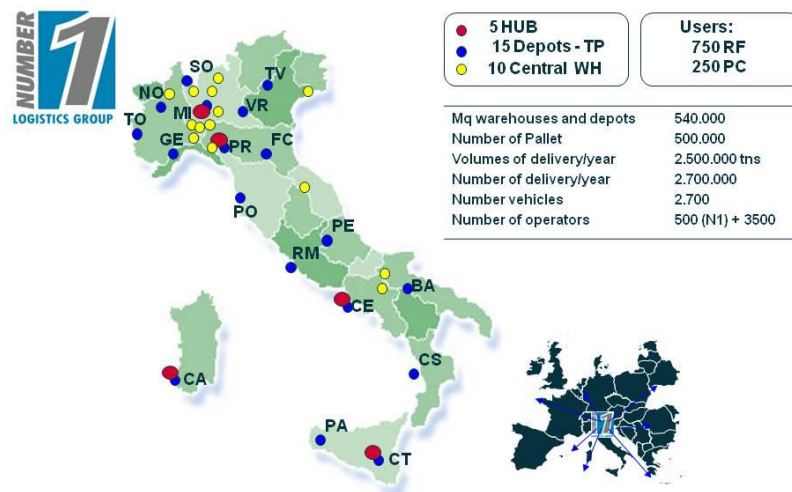 NUMBER 1
LOGISTICS GROUP
5 HUB
15 Depots - TP
10 Central WH
Users:
750 RF
250 PC
Mq warehouses and depots 540.000
Number of Pallet 500.000
Volumes of delivery/year 2.500.000 tns
Number of delivery/year 2.700.000
Number vehicles 2.700
Number of operators 500 (N1) + 3500
SO
TV
NO
MI
VR
TO
GE
PR
FC
PO
PE
RM
BA
CE
CS
CA
PA
CT
1